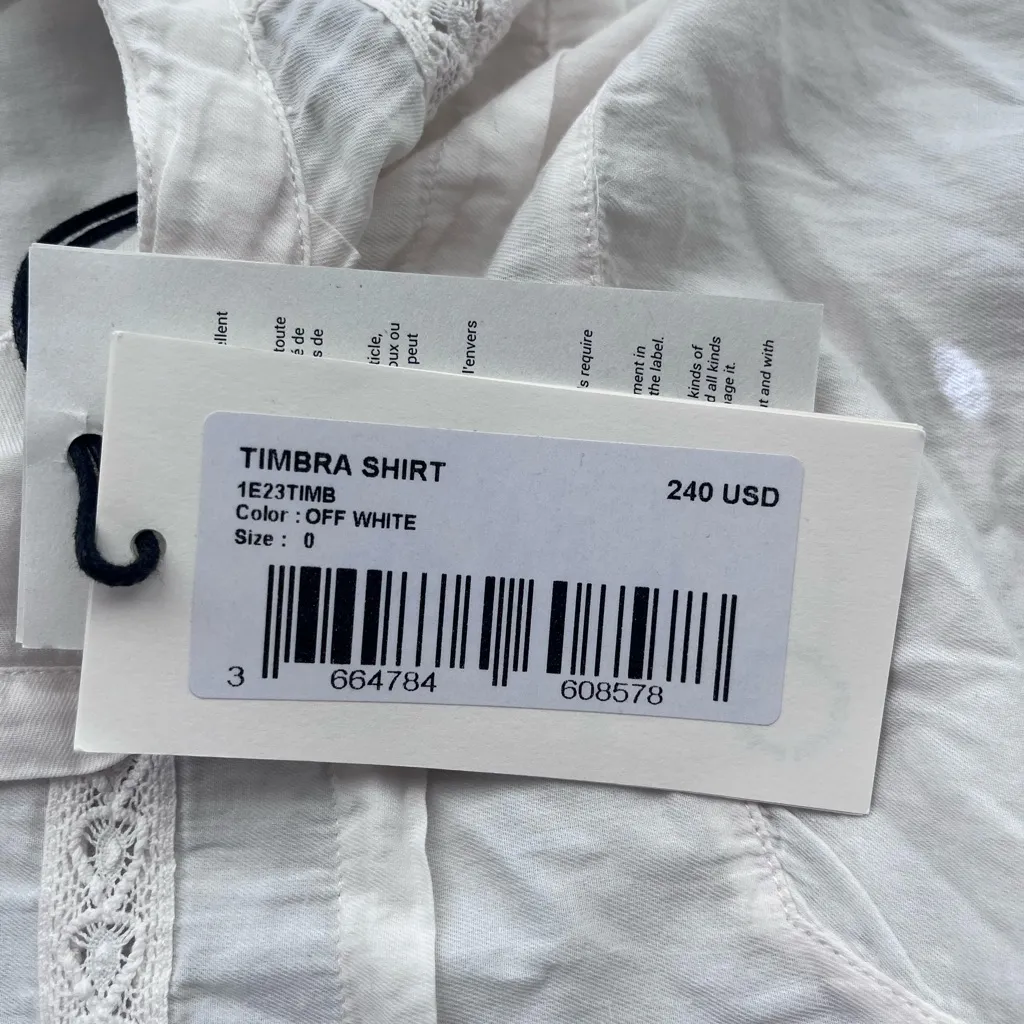 TIMBRA SHIRT
1E23TIMB
Color : OFF WHITE
Size : 0
240 USD
3 664784 608578
toute
é de
s de
ticle,
oux ou
peut
l'envers
s require
ment in
the label.
kinds of
d all kinds
age it.
ut and with